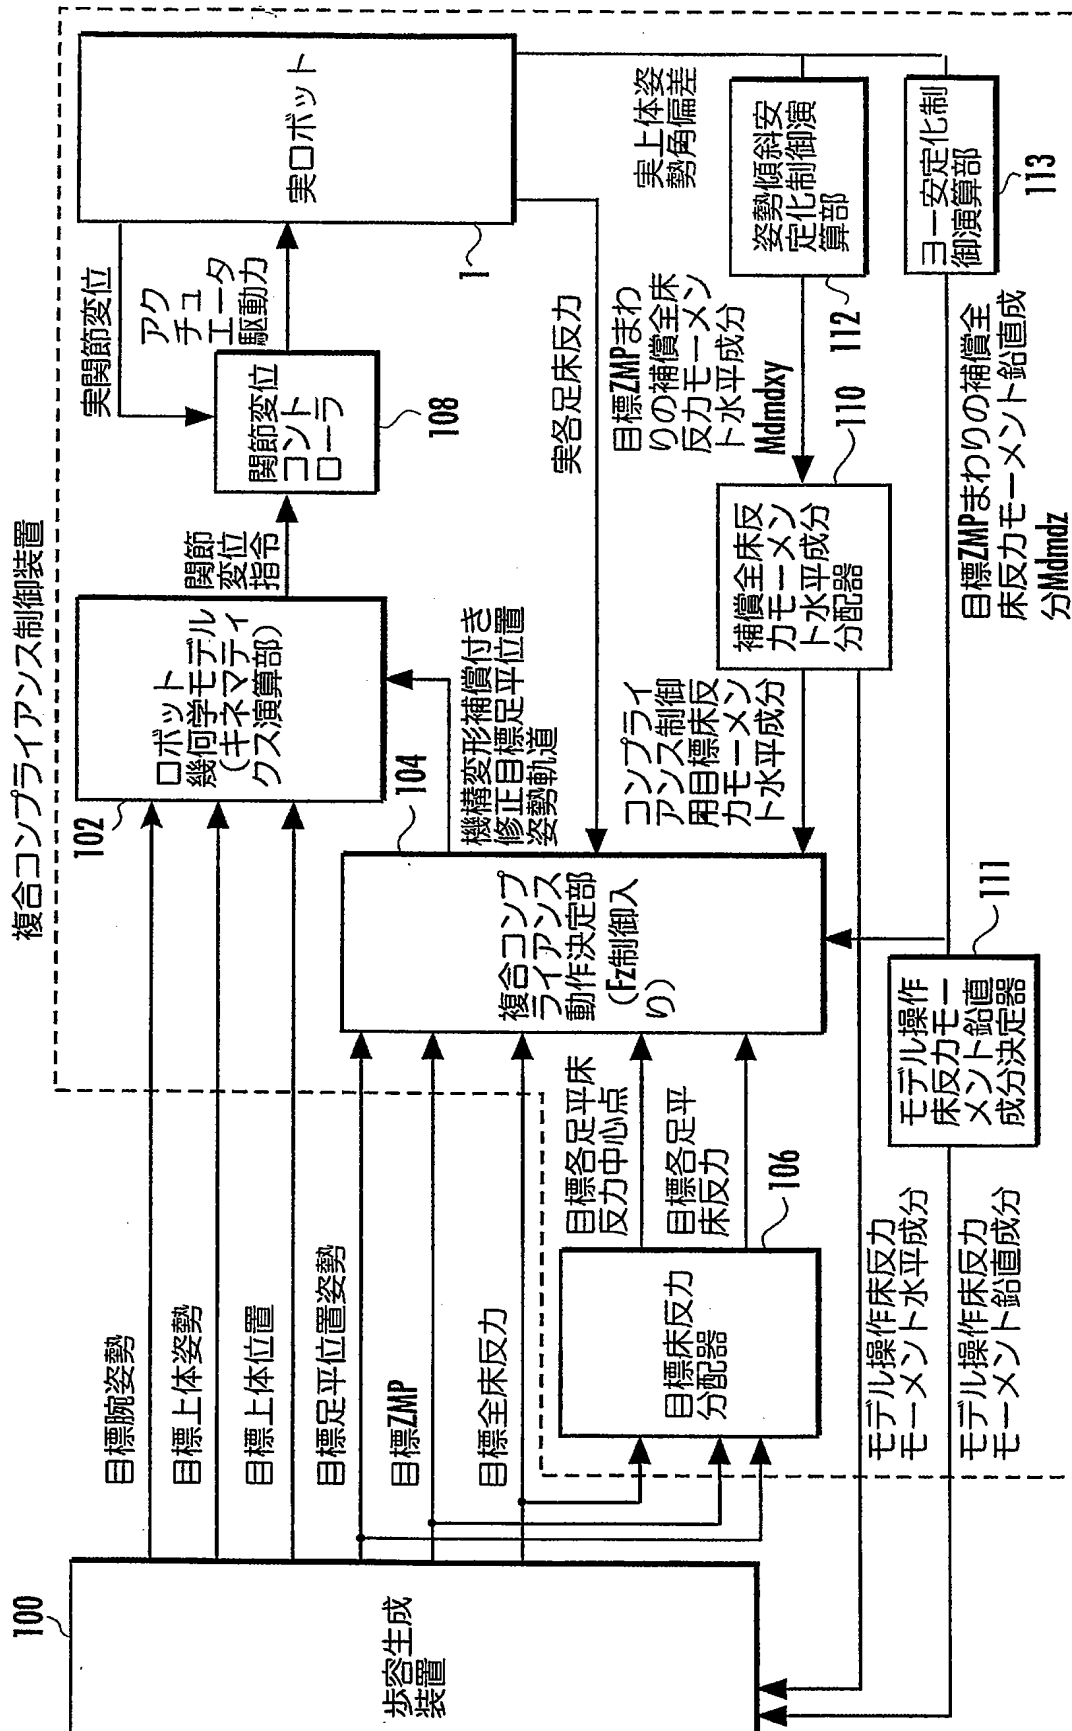 複合コンプライアンス制御装置
100
歩容生成
装置
目標腕姿勢
目標上体姿勢
目標上体位置
目標足平位置姿勢
目標ZMP
目標全床反力
目標床反力
分配器
106
目標各足平床
反力中心点
目標各足平
床反力
102
ロボット
幾何学モデル
(キネマティ
クス演算部)
関節
変位
指令
関節変位
コント
ローラ
108
実関節変位
アク
チュ
エータ
駆動力
実ロボット
1
104
機構変形補償付き
修正目標足平位置
姿勢軌道
複合コンプ
ライアンス
動作決定部
(Fz制御入
り)
実各足床反力
コンプライ
アンス制御
用目標床反
力モーメン
ト水平成分
補償全床反
力モーメン
ト水平成分
分配器
110
目標ZMPまわ
りの補償全床
反力モーメン
ト水平成分
Mdmdxy
実上体姿
勢角偏差
姿勢傾斜安
定化制御演
算部
112
ヨー安定化制
御演算部
113
目標ZMPまわりの補償全
床反力モーメント鉛直成
分Mdmdz
モデル操作
床反力モー
メント鉛直
成分決定器
111
モデル操作床反力
モーメント水平成分
モデル操作床反力
モーメント鉛直成分